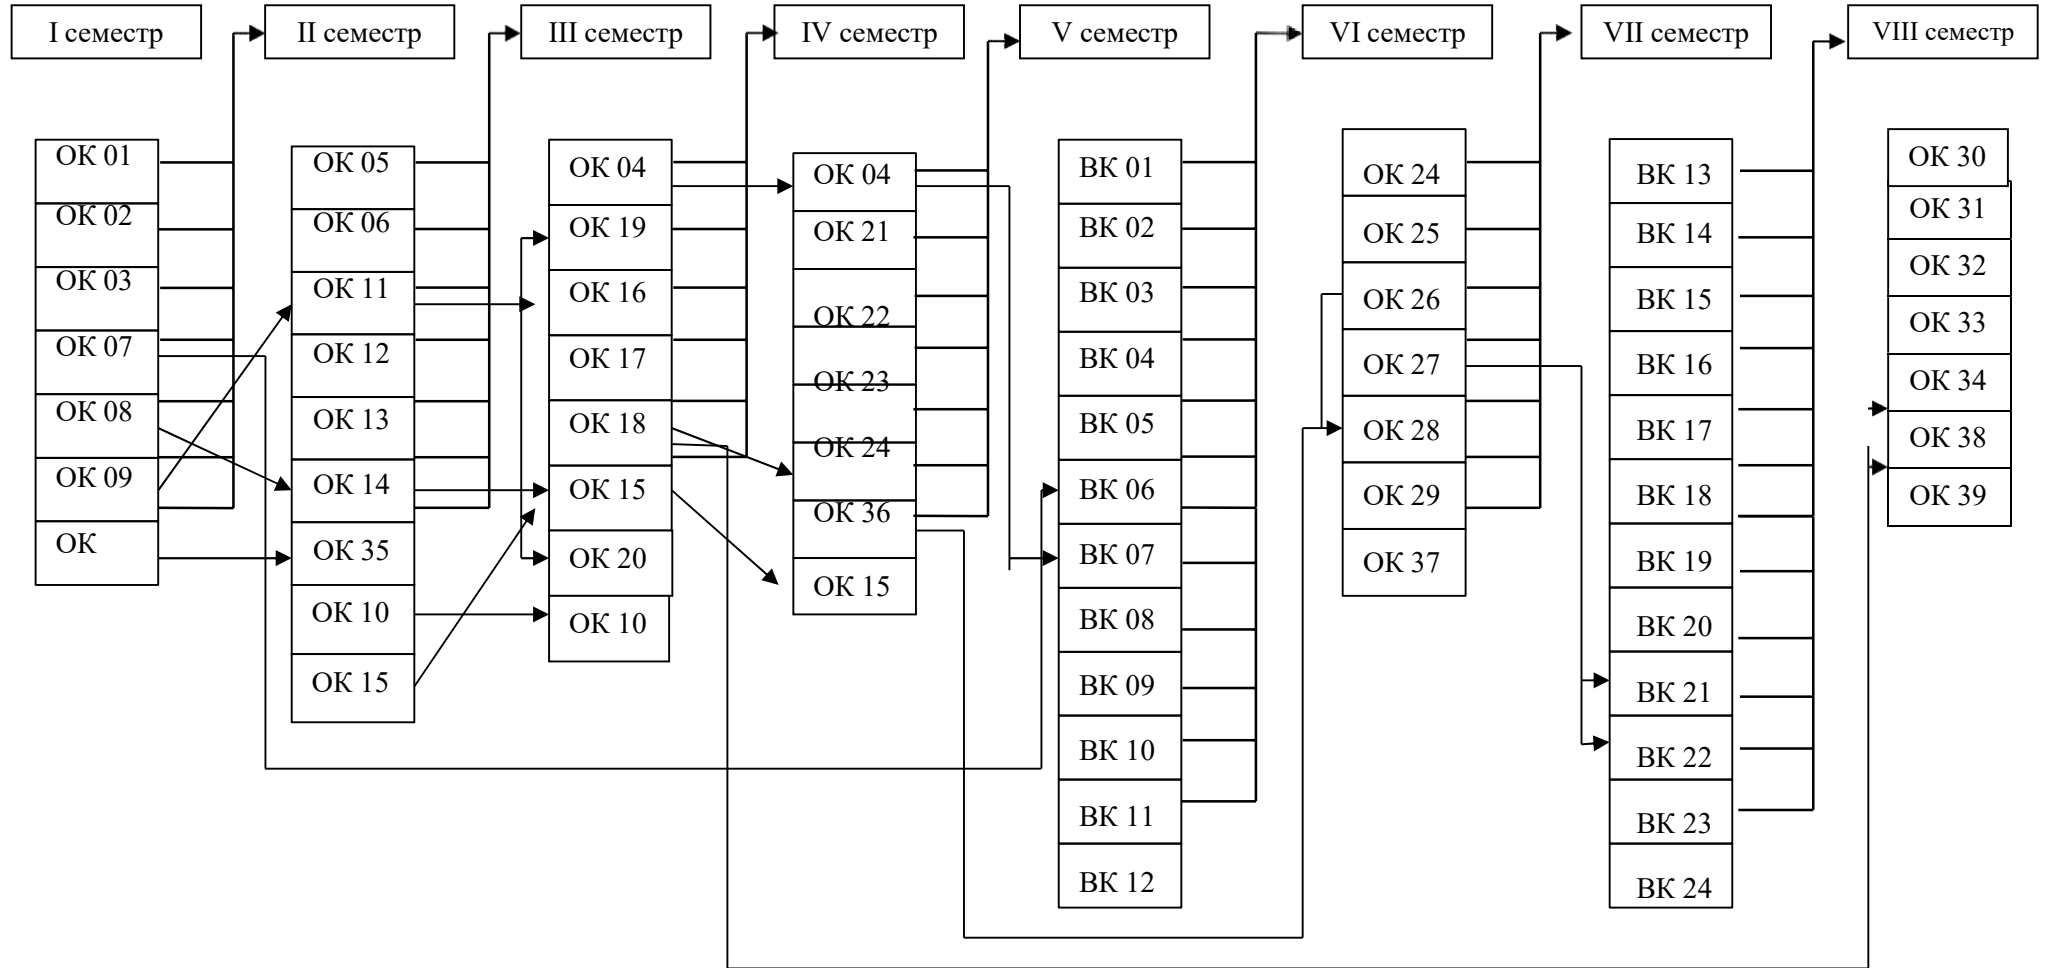 I семестр
II семестр
III семестр
IV семестр
V семестр
VI семестр
VII семестр
VIII семестр
ОК 01
ОК 02
ОК 03
ОК 07
ОК 08
ОК 09
ОК
ОК 05
ОК 06
ОК 11
ОК 12
ОК 13
ОК 14
ОК 35
ОК 10
ОК 15
ОК 04
ОК 19
ОК 16
ОК 17
ОК 18
ОК 15
ОК 20
ОК 10
ОК 04
ОК 21
ОК 22
ОК 23
ОК 24
ОК 36
ОК 15
ВК 01
ВК 02
ВК 03
ВК 04
ВК 05
ВК 06
ВК 07
ВК 08
ВК 09
ВК 10
ВК 11
ВК 12
ОК 24
ОК 25
ОК 26
ОК 27
ОК 28
ОК 29
ОК 37
ВК 13
ВК 14
ВК 15
ВК 16
ВК 17
ВК 18
ВК 19
ВК 20
ВК 21
ВК 22
ВК 23
ВК 24
ОК 30
ОК 31
ОК 32
ОК 33
ОК 34
ОК 38
ОК 39